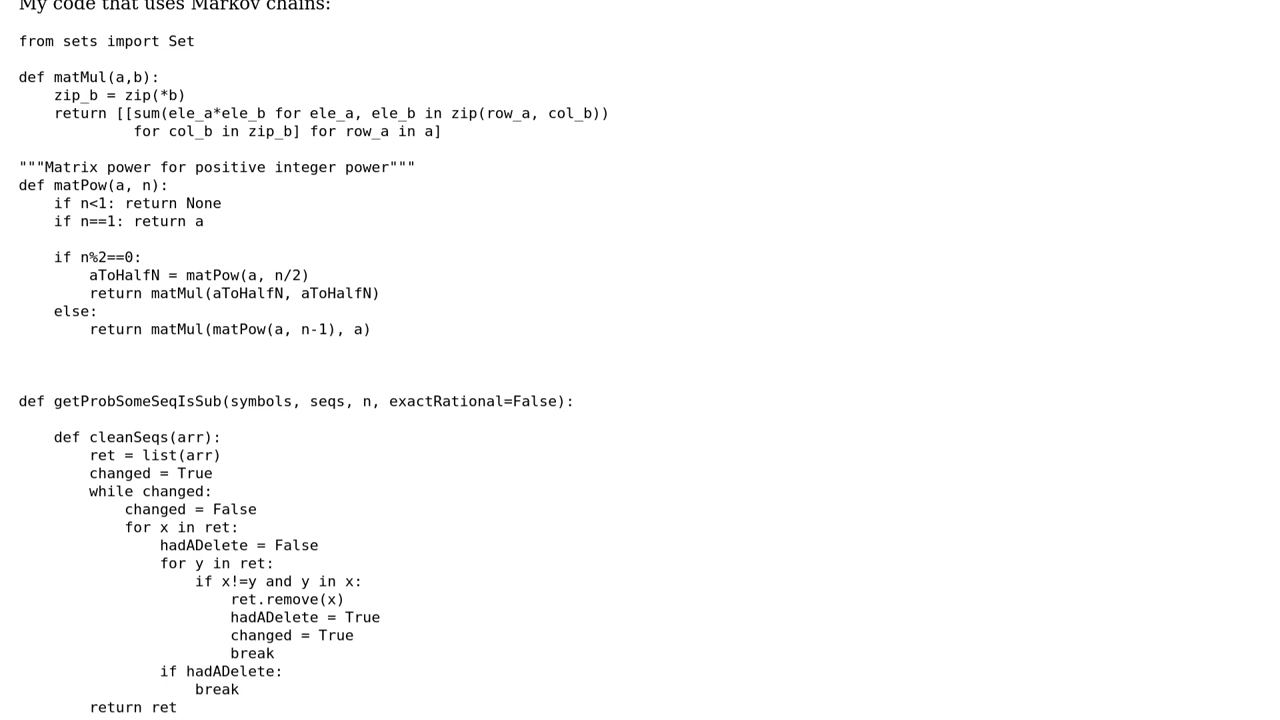 My code that uses Markov chains:
from sets import Set
def matMul(a,b):
    zip_b = zip(*b)
    return [[sum(ele_a*ele_b for ele_a, ele_b in zip(row_a, col_b))
             for col_b in zip_b] for row_a in a]
"""Matrix power for positive integer power"""
def matPow(a, n):
    if n<1: return None
    if n==1: return a
    if n%2==0:
        aToHalfN = matPow(a, n/2)
        return matMul(aToHalfN, aToHalfN)
    else:
        return matMul(matPow(a, n-1), a)
def getProbSomeSeqIsSub(symbols, seqs, n, exactRational=False):
    def cleanSeqs(arr):
        ret = list(arr)
        changed = True
        while changed:
            changed = False
            for x in ret:
                hadADelete = False
                for y in ret:
                    if x!=y and y in x:
                        ret.remove(x)
                        hadADelete = True
                        changed = True
                        break
                if hadADelete:
                    break
        return ret